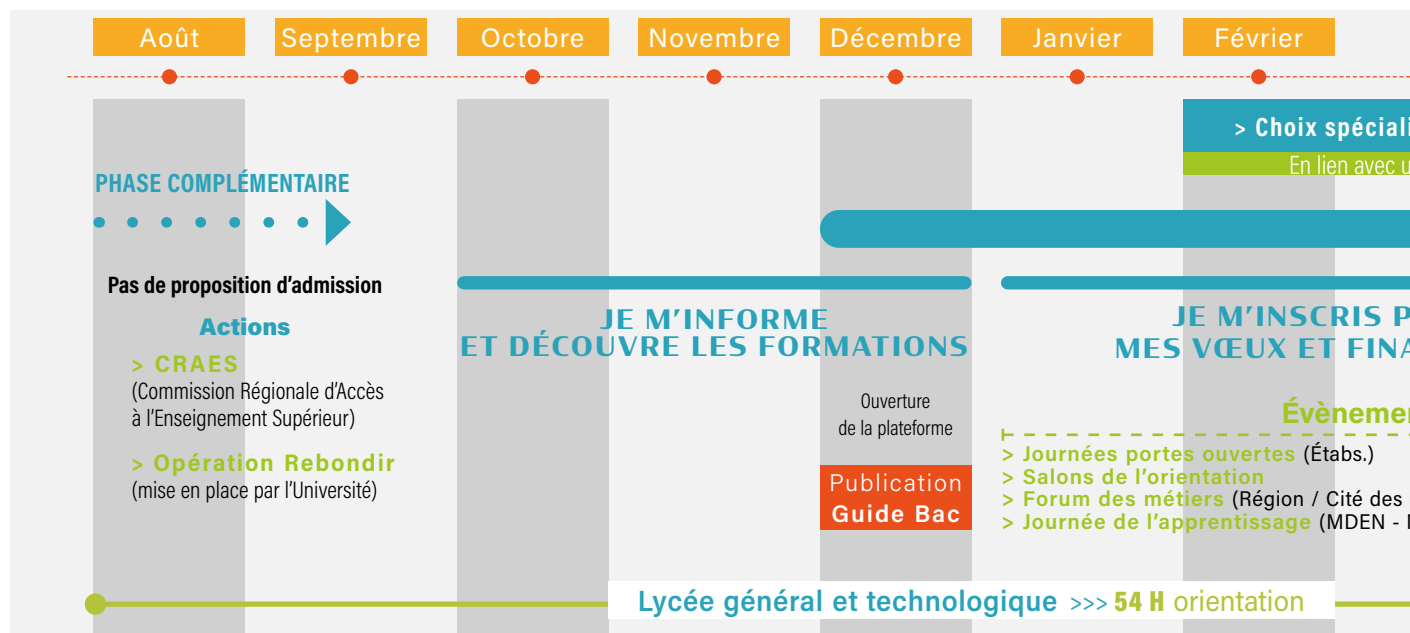 Août Septembre Octobre Novembre Décembre Janvier Février
> Choix spéciali
En lien avec u
PHASE COMPLÉMENTAIRE
Pas de proposition d'admission
Actions
> CRAES
(Commission Régionale d'Accès
à l'Enseignement Supérieur)
> Opération Rebondir
(mise en place par l'Université)
JE M'INFORME
ET DÉCOUVRE LES FORMATIONS
Ouverture
de la plateforme
Publication
Guide Bac
JE M'INSCRIS P
MES VŒUX ET FINA
Évènemen
> Journées portes ouvertes (Étabs.)
> Salons de l'orientation
> Forum des métiers (Région / Cité des
> Journée de l'apprentissage (MDEN -
Lycée général et technologique >>> 54 H orientation